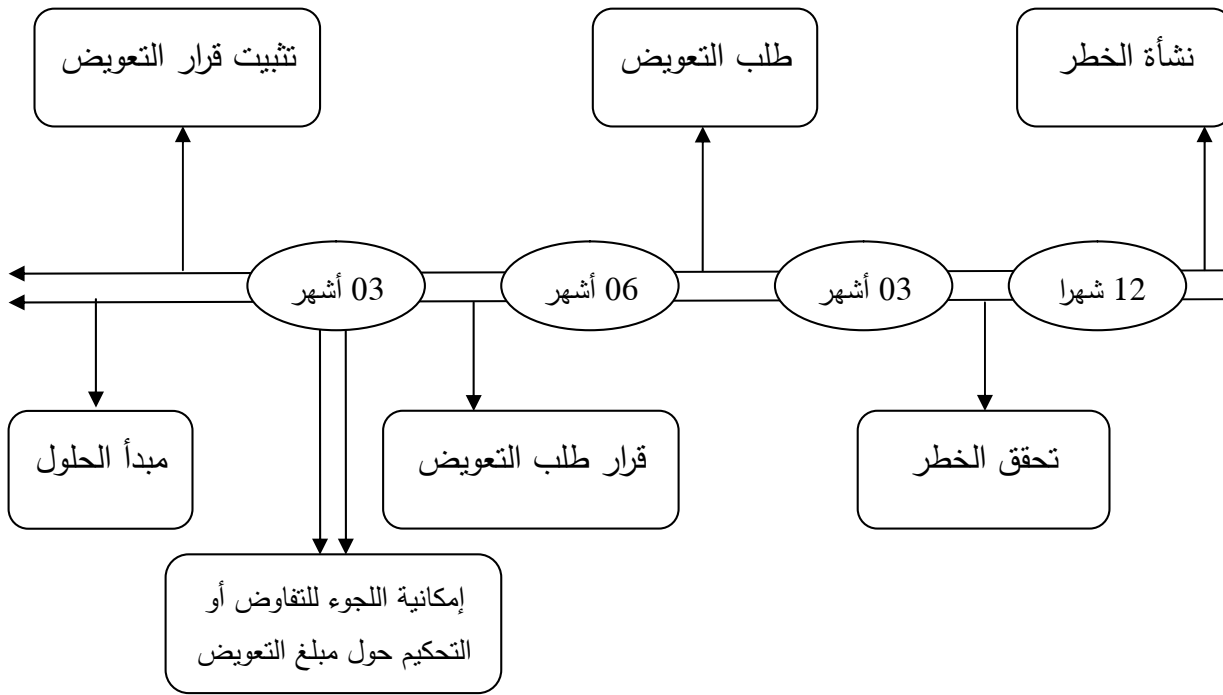 نشأة الخطر
طلب التعويض
تثبيت قرار التعويض
12 شهرا
03 أشهر
06 أشهر
03 أشهر
تحقق الخطر
قرار طلب التعويض
مبدأ الحلول
إمكانية اللجوء للتفاوض أو
التحكيم حول مبلغ التعويض